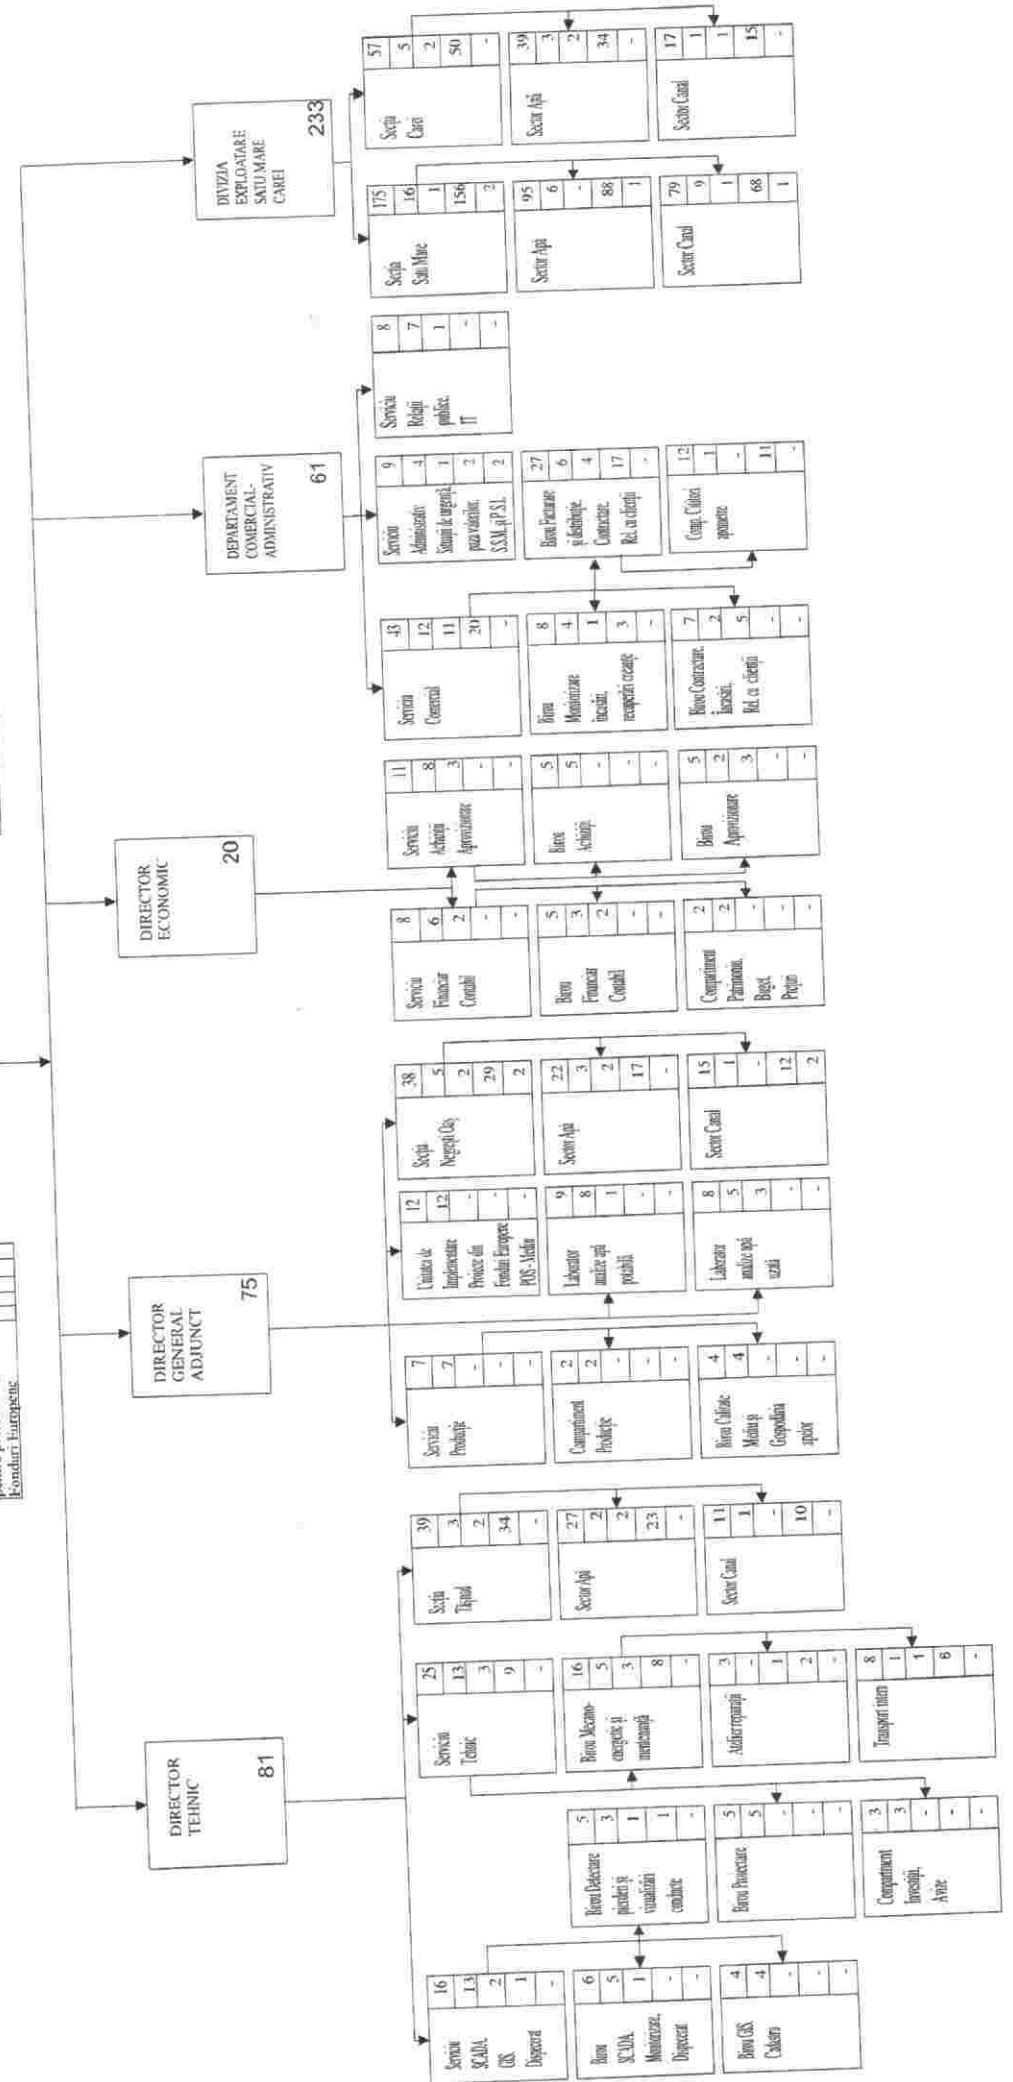 Fonduri Europene
DIRECTOR
TEHNIC
81
DIRECTOR
GENERAL
ADJUNCT
75
DIRECTOR
ECONOMIC
20
DEPARTAMENT
COMERCIAL-
ADMINISTRATIV
61
DIVIZIA
EXPLOATARE
SATU MARE
CAREI
233
Serviciu
SCADA,
GIS,
Dispecerat
16
13
2
1
-
Birou
SCADA,
Monitorizare,
Dispecerat
6
5
1
-
-
Birou GIS,
Cadastru
4
4
-
-
-
Birou Detectare
pierderi și
vizualizări
conducte
5
3
1
1
-
Birou Proiectare
5
5
-
-
-
Compartiment
Investiții,
Avize
3
3
-
-
-
Serviciu
Tehnic
25
13
3
9
-
Birou Mecano-
energetic și
mentenanță
16
5
3
8
-
Atelier reparații
3
-
1
2
-
Transport intern
8
1
1
6
-
Secția
Tășnad
39
3
2
34
-
Sector Apă
27
2
2
23
-
Sector Canal
11
1
-
10
-
Serviciu
Producție
7
7
-
-
-
Compartiment
Producție
2
2
-
-
-
Birou Calitate
Mediu și
Gospodărirea
apelor
4
4
-
-
-
Unitatea de
Implementare
Proiecte din
Fonduri Europene
POS - Mediu
12
12
-
-
-
Laborator
analize apă
potabilă
9
8
1
-
-
Laborator
analize apă
uzată
8
5
3
-
-
Secția
Negrești Oaș
38
5
2
29
2
Sector Apă
22
3
2
17
-
Sector Canal
15
1
-
12
2
Serviciu
Financiar
Contabil
8
6
2
-
-
Birou
Financiar
Contabil
5
3
2
-
-
Compartiment
Patrimoniu,
Buget,
Prețuri
2
2
-
-
-
Serviciu
Achiziții
Aprovizionare
11
8
3
-
-
Birou
Achiziții
5
5
-
-
-
Birou
Aprovizionare
5
2
3
-
-
Serviciu
Comercial
43
12
11
20
-
Birou
Monitorizare
încasări,
recuperări creanțe
8
4
1
3
-
Birou Contractare,
Încasări,
Rel. cu clienții
7
2
5
-
-
Serviciu
Administrativ
Situații de urgență,
paza valorilor,
S.S.M. și P.S.I.
9
4
1
2
2
Birou Facturare
și distribuție.
Contractare.
Rel. cu clienții
27
6
4
17
-
Comp. Cititori
apometre
12
1
-
11
-
Serviciu
Relații
publice,
IT
8
7
1
-
-
Secția
Satu Mare
175
16
1
156
2
Sector Apă
95
6
-
88
1
Sector Canal
79
9
1
68
1
Secția
Carei
57
5
2
50
-
Sector Apă
39
3
2
34
-
Sector Canal
17
1
1
15
-